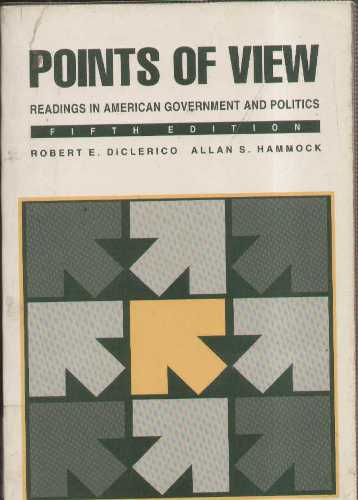 POINTS OF VIEW
READINGS IN AMERICAN GOVERNMENT AND POLITICS
FIFTH EDITION
ROBERT E. DiCLERICO ALLAN S. HAMMOCK